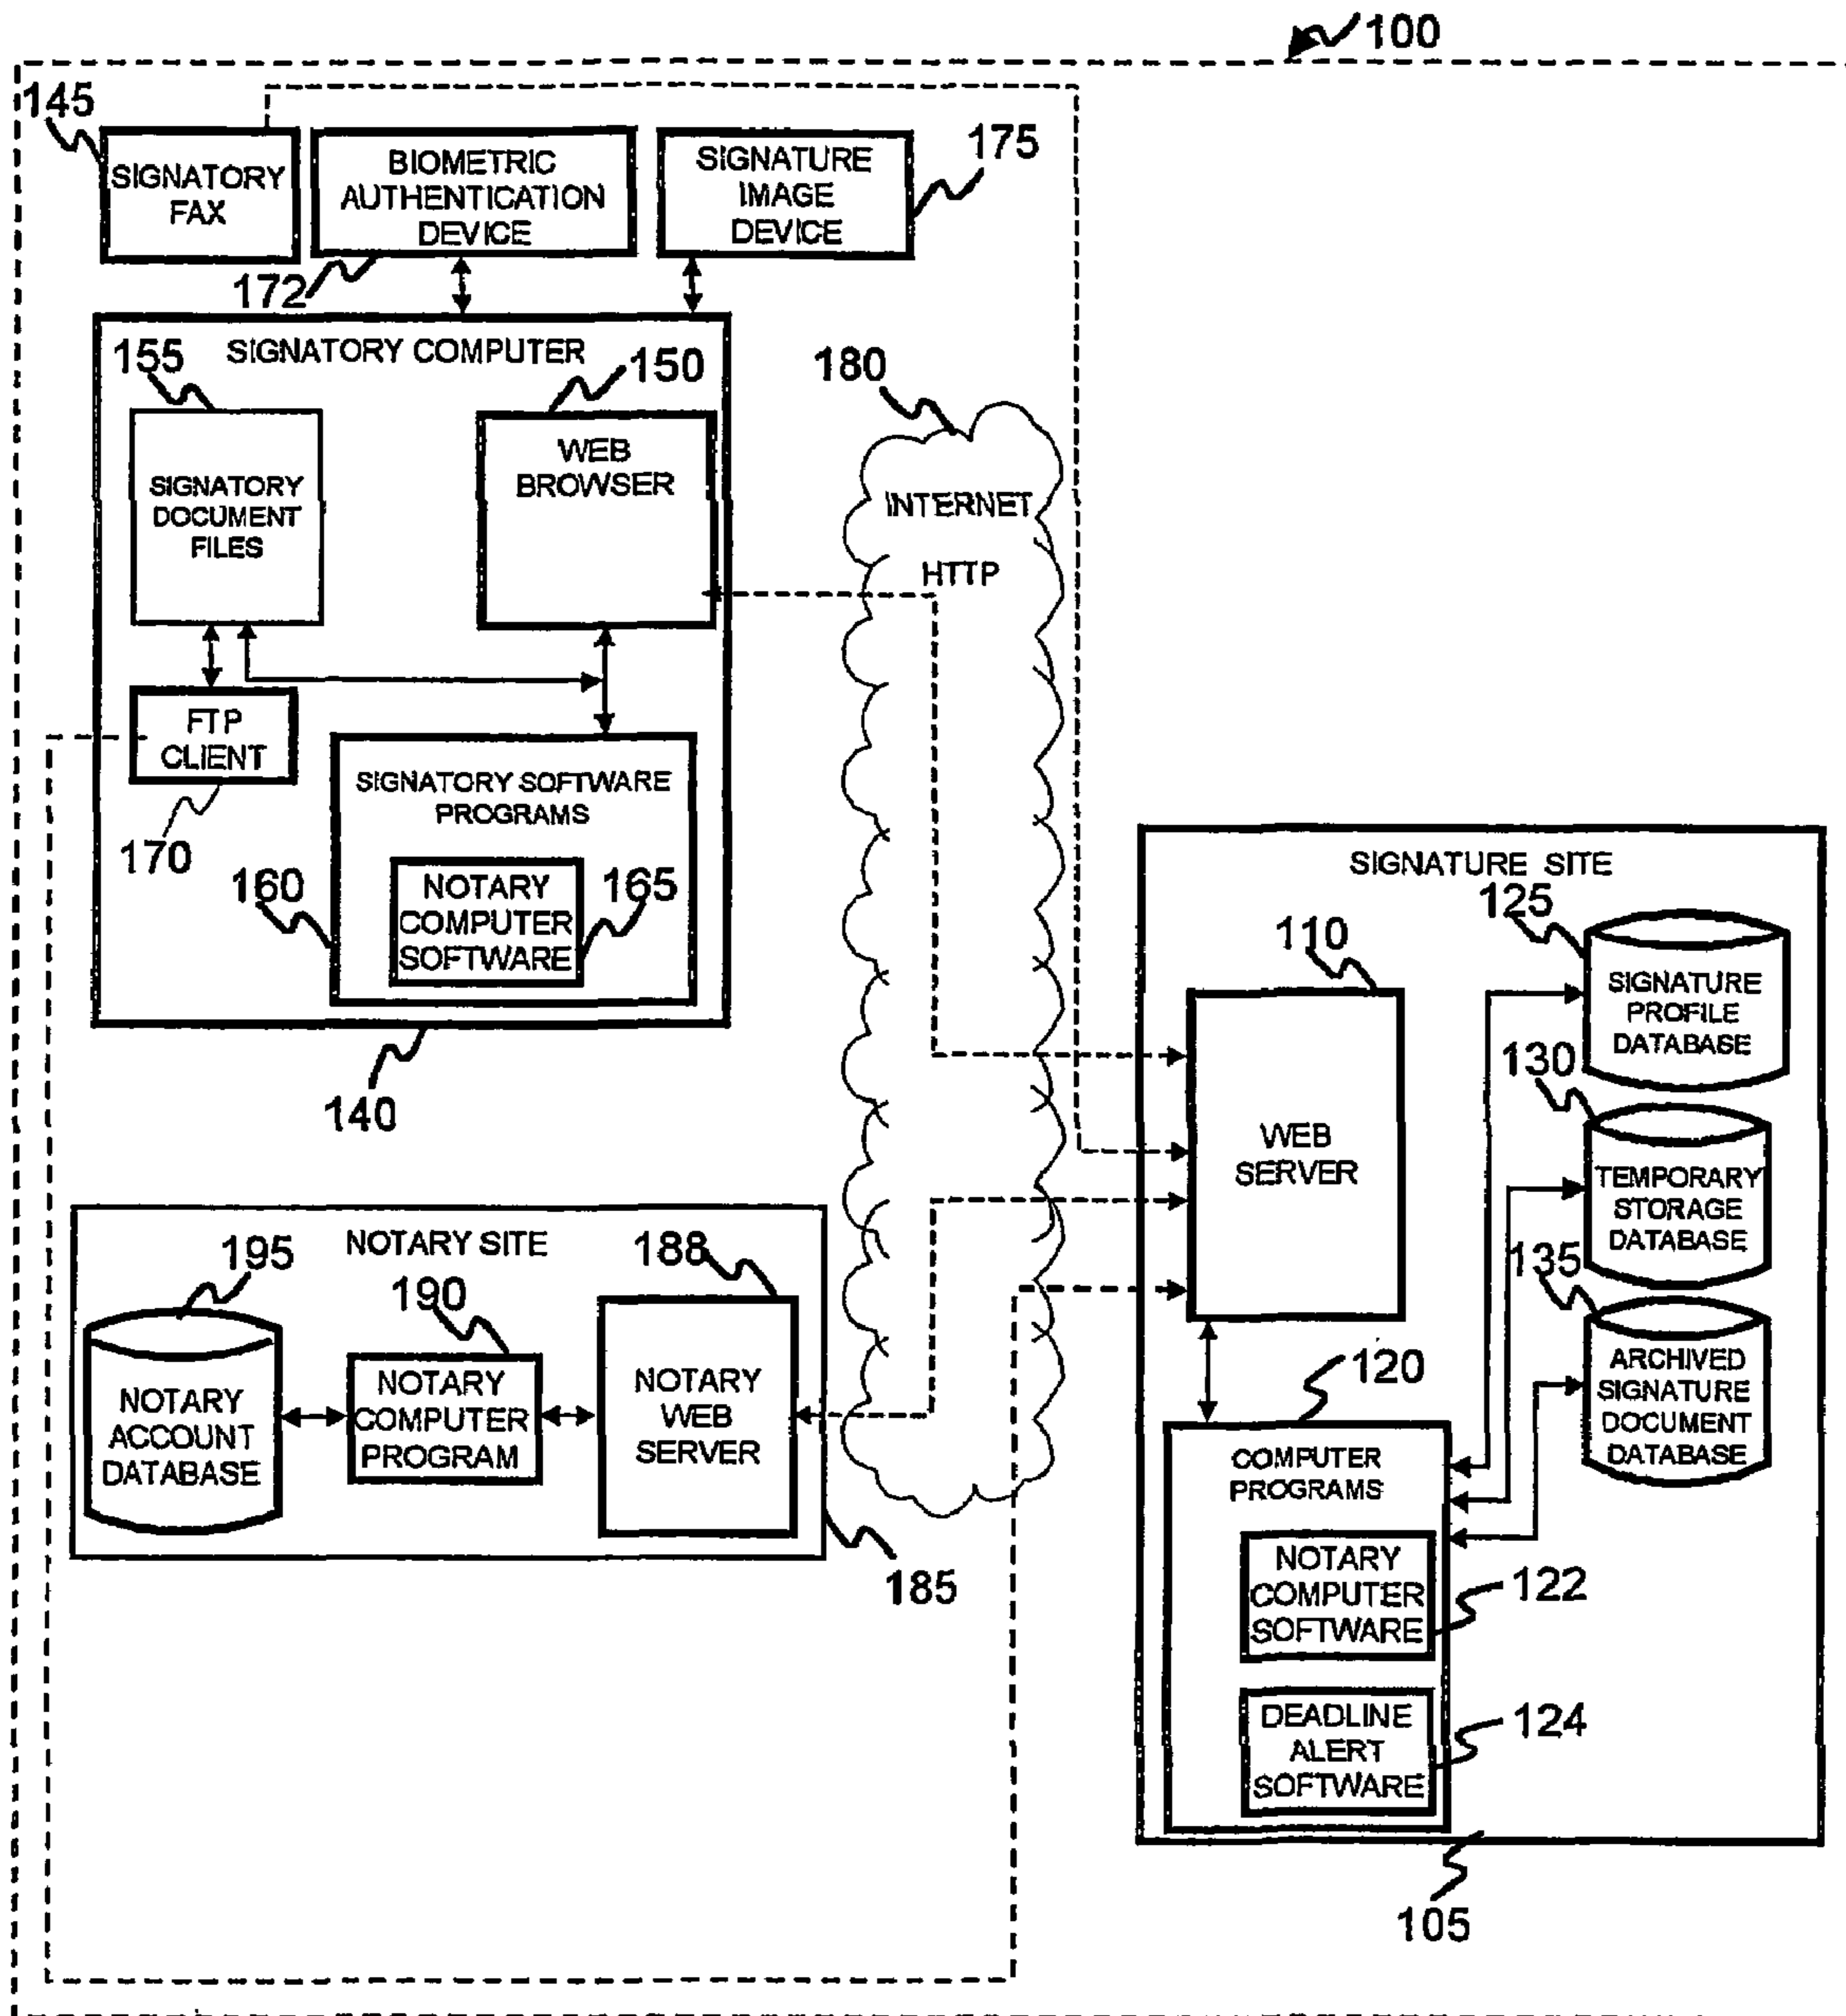 100
145
SIGNATORY
FAX
BIOMETRIC
AUTHENTICATION
DEVICE
172
SIGNATURE
IMAGE
DEVICE
175
SIGNATORY COMPUTER
155
150
SIGNATORY
DOCUMENT
FILES
WEB
BROWSER
FTP
CLIENT
170
SIGNATORY SOFTWARE
PROGRAMS
160
NOTARY
COMPUTER
SOFTWARE
165
140
180
INTERNET
HTTP
NOTARY SITE
195
NOTARY
ACCOUNT
DATABASE
190
NOTARY
COMPUTER
PROGRAM
188
NOTARY
WEB
SERVER
185
SIGNATURE SITE
125
SIGNATURE
PROFILE
DATABASE
110
WEB
SERVER
130
TEMPORARY
STORAGE
DATABASE
135
ARCHIVED
SIGNATURE
DOCUMENT
DATABASE
120
COMPUTER
PROGRAMS
NOTARY
COMPUTER
SOFTWARE
122
DEADLINE
ALERT
SOFTWARE
124
105